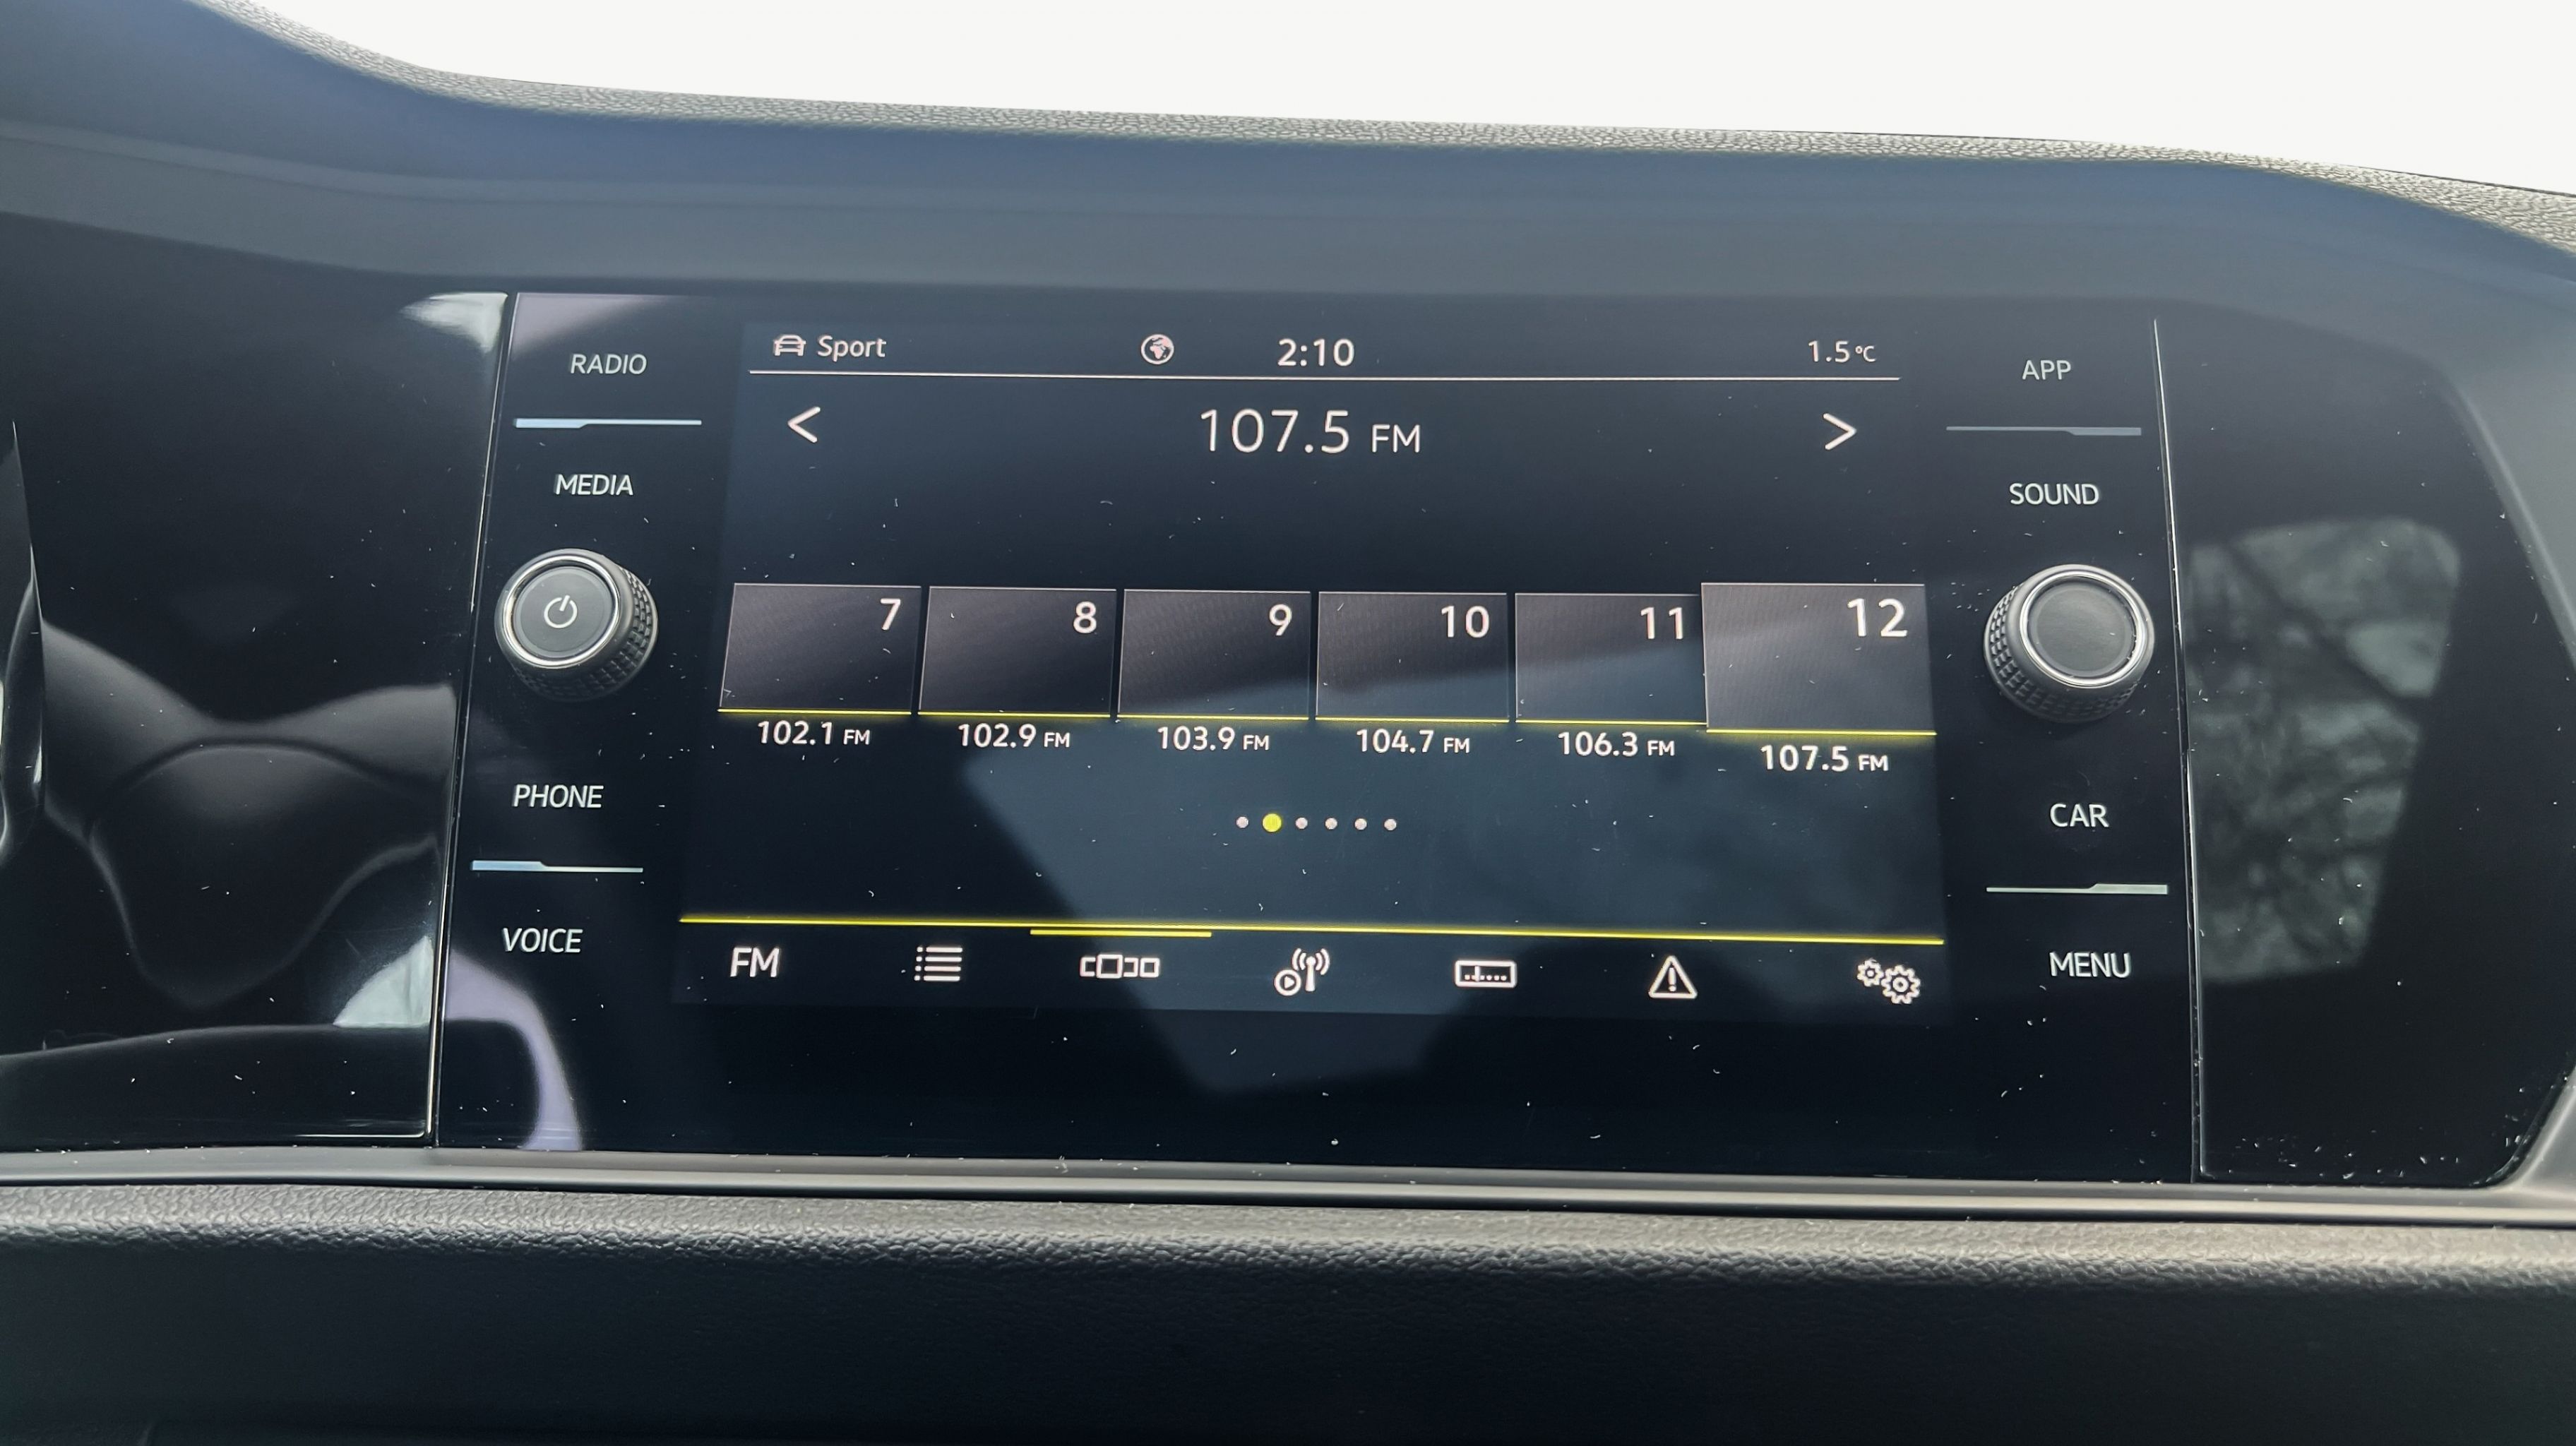 RADIO
MEDIA
PHONE
VOICE
Sport 2:10 1.5°C
< 107.5 FM >
7 8 9 10 11 12
102.1 FM 102.9 FM 103.9 FM 104.7 FM 106.3 FM 107.5 FM
FM
APP
SOUND
CAR
MENU